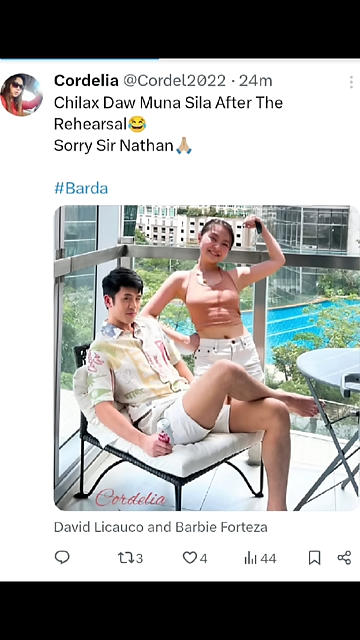 Cordelia @Cordel2022 · 24m
Chilax Daw Muna Sila After The
Rehearsal😂
Sorry Sir Nathan🙏🏼
#Barda
Cordelia
David Licauco and Barbie Forteza
3 4 44